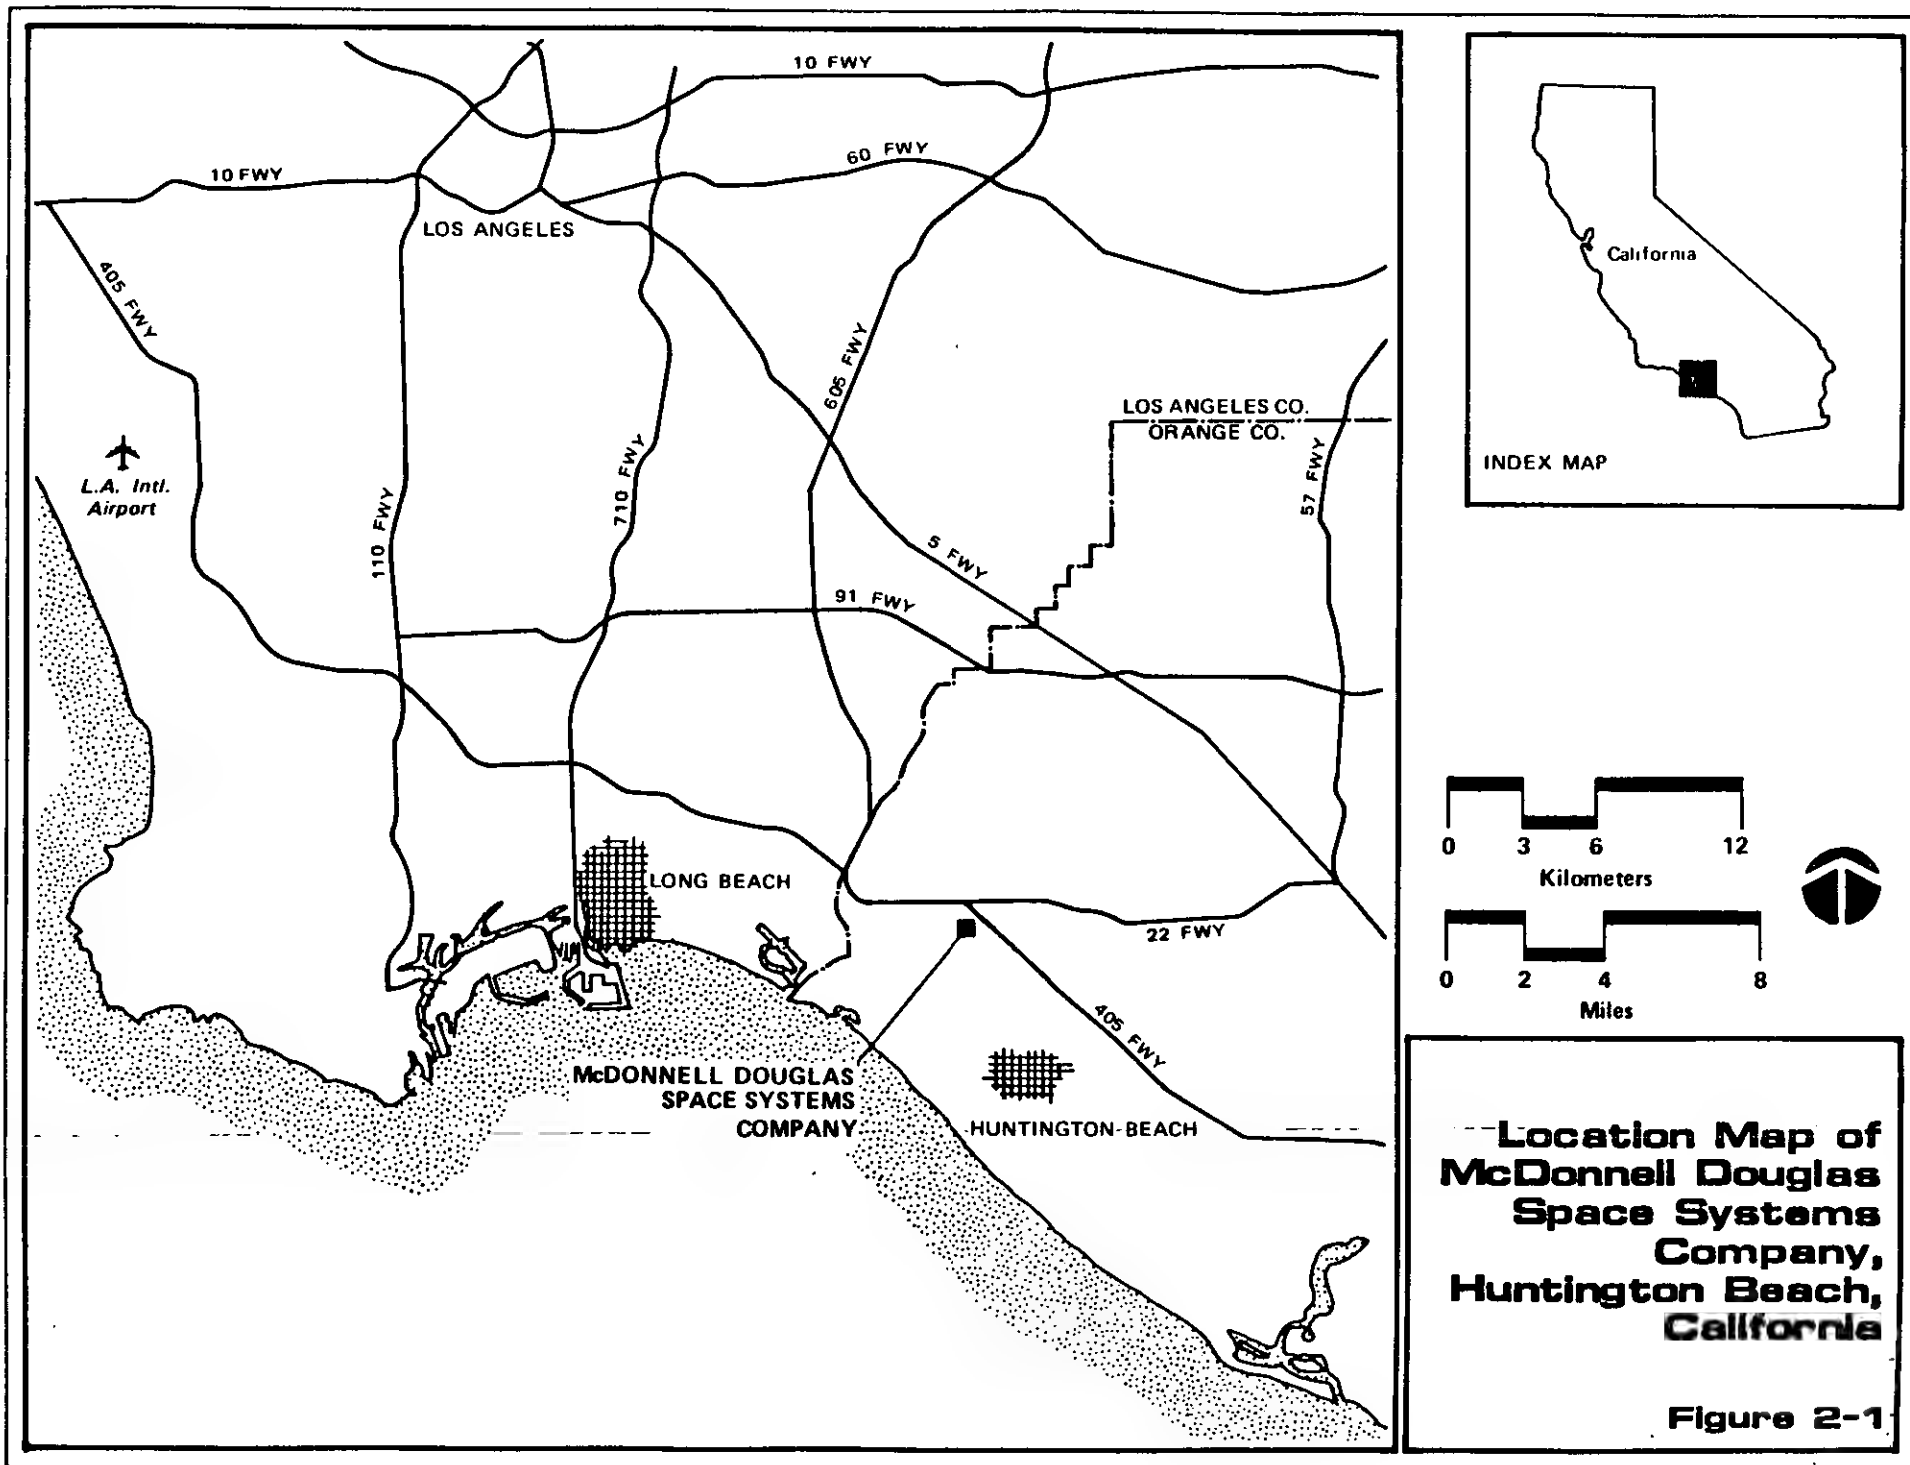 10 FWY
60 FWY
10 FWY
LOS ANGELES
405 FWY
605 FWY
LOS ANGELES CO.
ORANGE CO.
L.A. Intl.
Airport
110 FWY
710 FWY
57 FWY
5 FWY
91 FWY
LONG BEACH
22 FWY
405 FWY
McDONNELL DOUGLAS
SPACE SYSTEMS
COMPANY
HUNTINGTON BEACH
California
INDEX MAP
0 3 6 12
Kilometers
0 2 4 8
Miles
Location Map of
McDonnell Douglas
Space Systems
Company,
Huntington Beach,
California
Figure 2-1